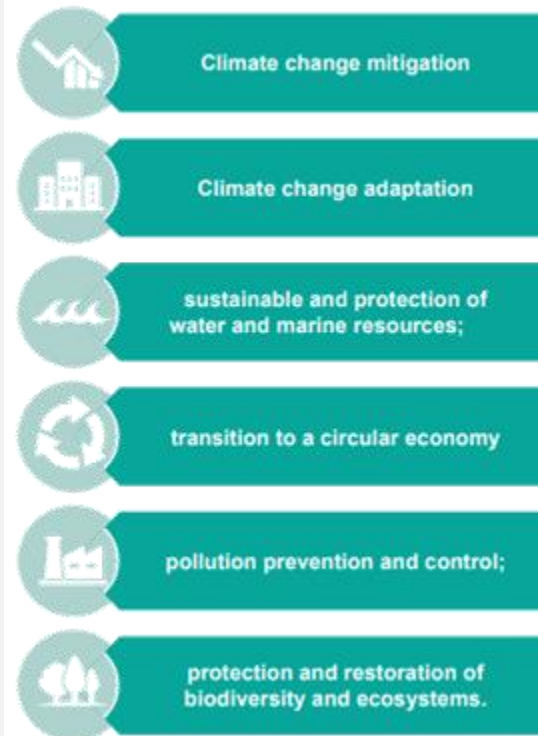 Climate change mitigation
Climate change adaptation
sustainable and protection of
water and marine resources;
transition to a circular economy
pollution prevention and control;
protection and restoration of
biodiversity and ecosystems.